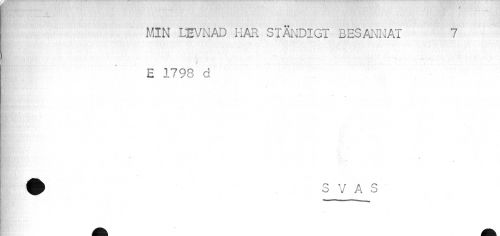 MIN LEVNAD HAR STÄNDIGT BESANNAT 7
E 1798 d
S V A S